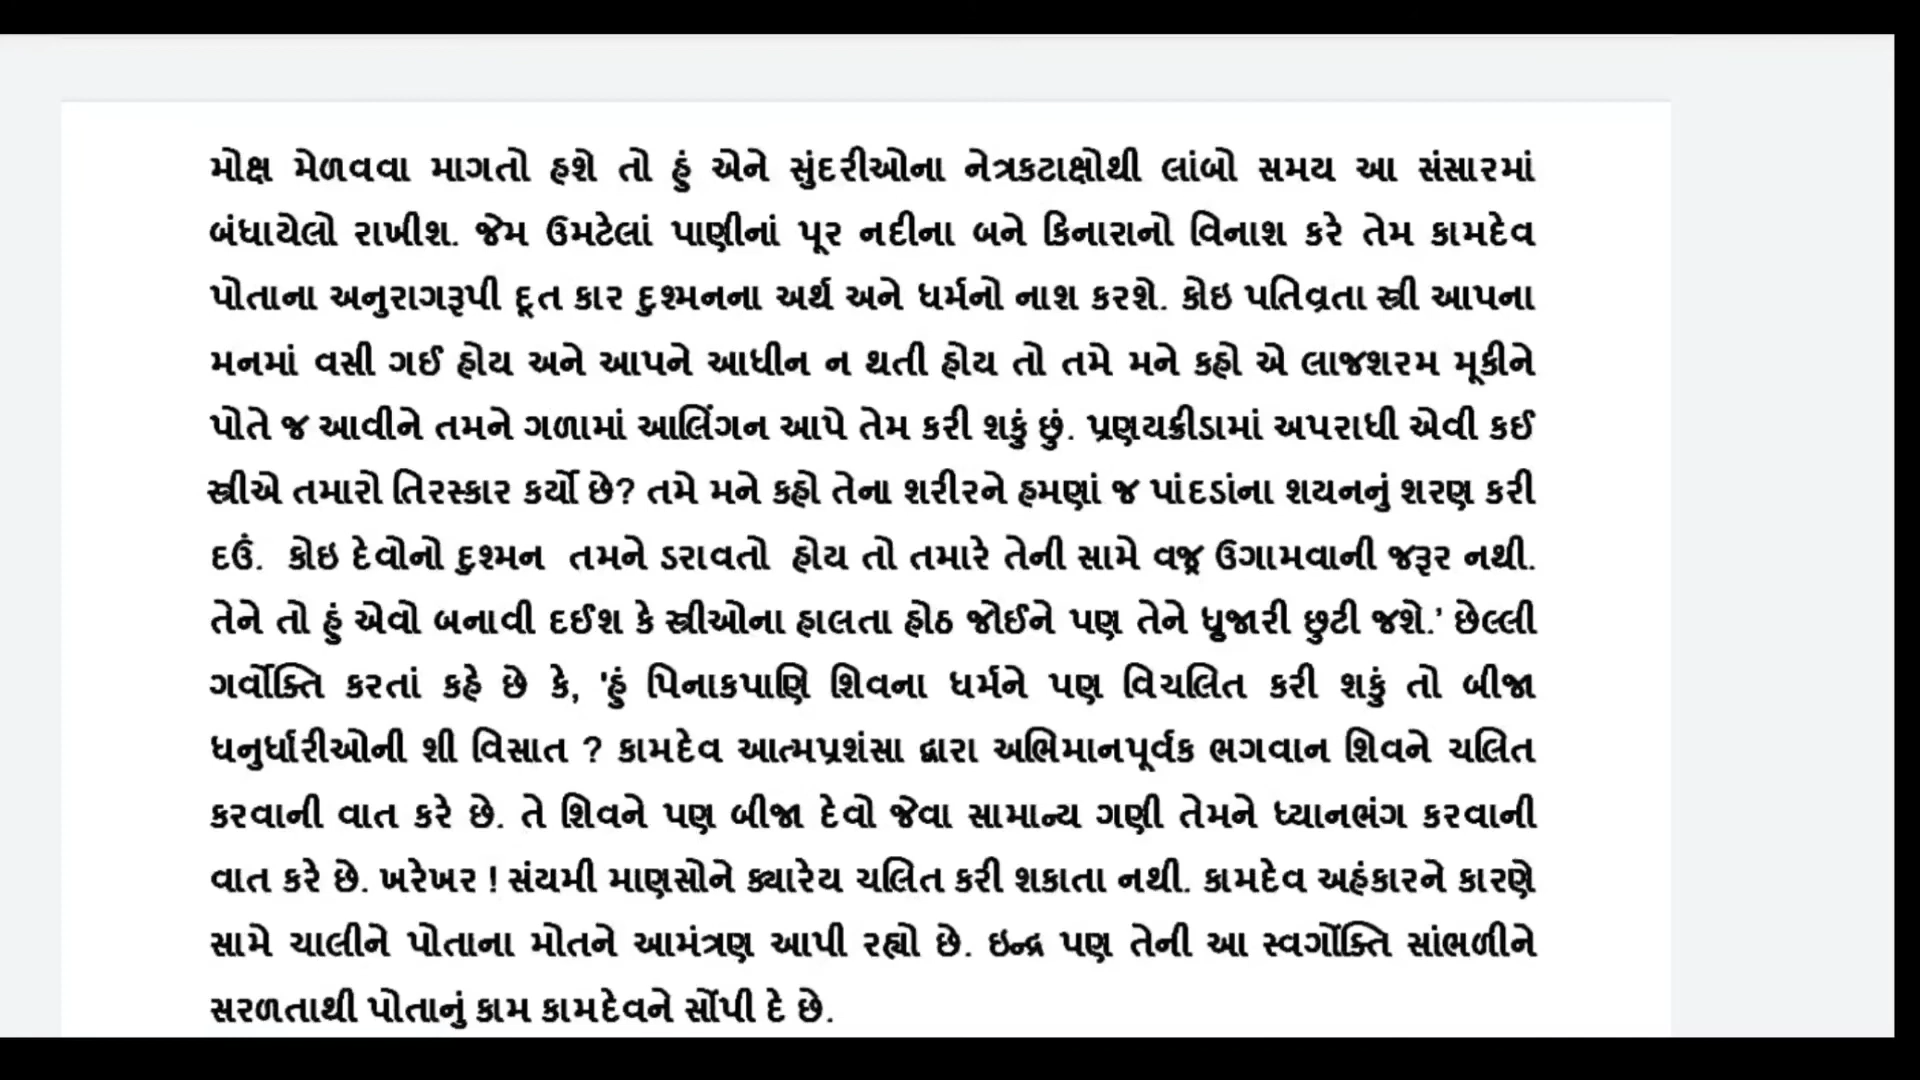 મોક્ષ મેળવવા માગતો હશે તો હું એને સુંદરીઓના નેત્રકટાક્ષોથી લાંબો સમય આ સંસારમાં
બંધાયેલો રાખીશ. જેમ ઉમટેલાં પાણીનાં પૂર નદીના બને કિનારાનો વિનાશ કરે તેમ કામદેવ
પોતાના અનુરાગરૂપી દૂત કાર દુશ્મનના અર્થ અને ધર્મનો નાશ કરશે. કોઇ પતિવ્રતા સ્ત્રી આપના
મનમાં વસી ગઈ હોય અને આપને આધીન ન થતી હોય તો તમે મને કહો એ લાજશરમ મૂકીને
પોતે જ આવીને તમને ગળામાં આલિંગન આપે તેમ કરી શકું છું. પ્રણયક્રીડામાં અપરાધી એવી કઈ
સ્ત્રીએ તમારો તિરસ્કાર કર્યો છે? તમે મને કહો તેના શરીરને હમણાં જ પાંદડાંના શયનનું શરણ કરી
દઉં. કોઇ દેવોનો દુશ્મન તમને ડરાવતો હોય તો તમારે તેની સામે વજ્ર ઉગામવાની જરૂર નથી.
તેને તો હું એવો બનાવી દઈશ કે સ્ત્રીઓના હાલતા હોઠ જોઈને પણ તેને ધ્રુજારી છુટી જશે.' છેલ્લી
ગર્વોક્તિ કરતાં કહે છે કે, 'હું પિનાકપાણિ શિવના ધર્મને પણ વિચલિત કરી શકું તો બીજા
ધનુર્ધારીઓની શી વિસાત ? કામદેવ આત્મપ્રશંસા દ્વારા અભિમાનપૂર્વક ભગવાન શિવને ચલિત
કરવાની વાત કરે છે. તે શિવને પણ બીજા દેવો જેવા સામાન્ય ગણી તેમને ધ્યાનભંગ કરવાની
વાત કરે છે. ખરેખર ! સંયમી માણસોને ક્યારેય ચલિત કરી શકાતા નથી. કામદેવ અહંકારને કારણે
સામે ચાલીને પોતાના મોતને આમંત્રણ આપી રહ્યો છે. ઇન્દ્ર પણ તેની આ સ્વગોંક્તિ સાંભળીને
સરળતાથી પોતાનું કામ કામદેવને સોંપી દે છે.